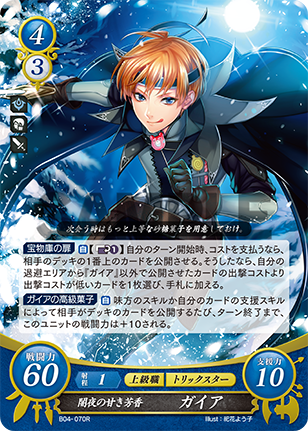 4
3
次会う時はもっと上等な砂糖菓子を用意しておけ。
宝物庫の扉 自【1】自分のターン開始時、コストを支払うなら、
相手のデッキの1番上のカードを公開させる。そうしたなら、自分の
退避エリアから『ガイア』以外で公開させたカードの出撃コストより
出撃コストが低いカードを1枚選び、手札に加える。
ガイアの高級菓子 自 味方のスキルか自分のカードの支援スキル
によって相手がデッキのカードを公開するたび、ターン終了まで、
このユニットの戦闘力は+10される。
戦闘力
60
射程 1 上級職 トリックスター
支援力
10
闇夜の甘き芳香 ガイア
B04-070R
Illust:祀花よう子